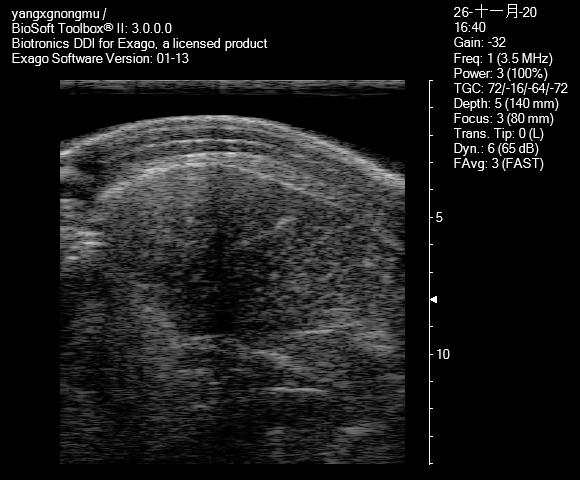 yangxgnongmu /
BioSoft Toolbox® II: 3.0.0.0
Biotronics DDI for Exago, a licensed product
Exago Software Version: 01-13
26-十一月-20
16:40
Gain: -32
Freq: 1 (3.5 MHz)
Power: 3 (100%)
TGC: 72/-16/-64/-72
Depth: 5 (140 mm)
Focus: 3 (80 mm)
Trans. Tip: 0 (L)
Dyn.: 6 (65 dB)
FAvg: 3 (FAST)
5
10